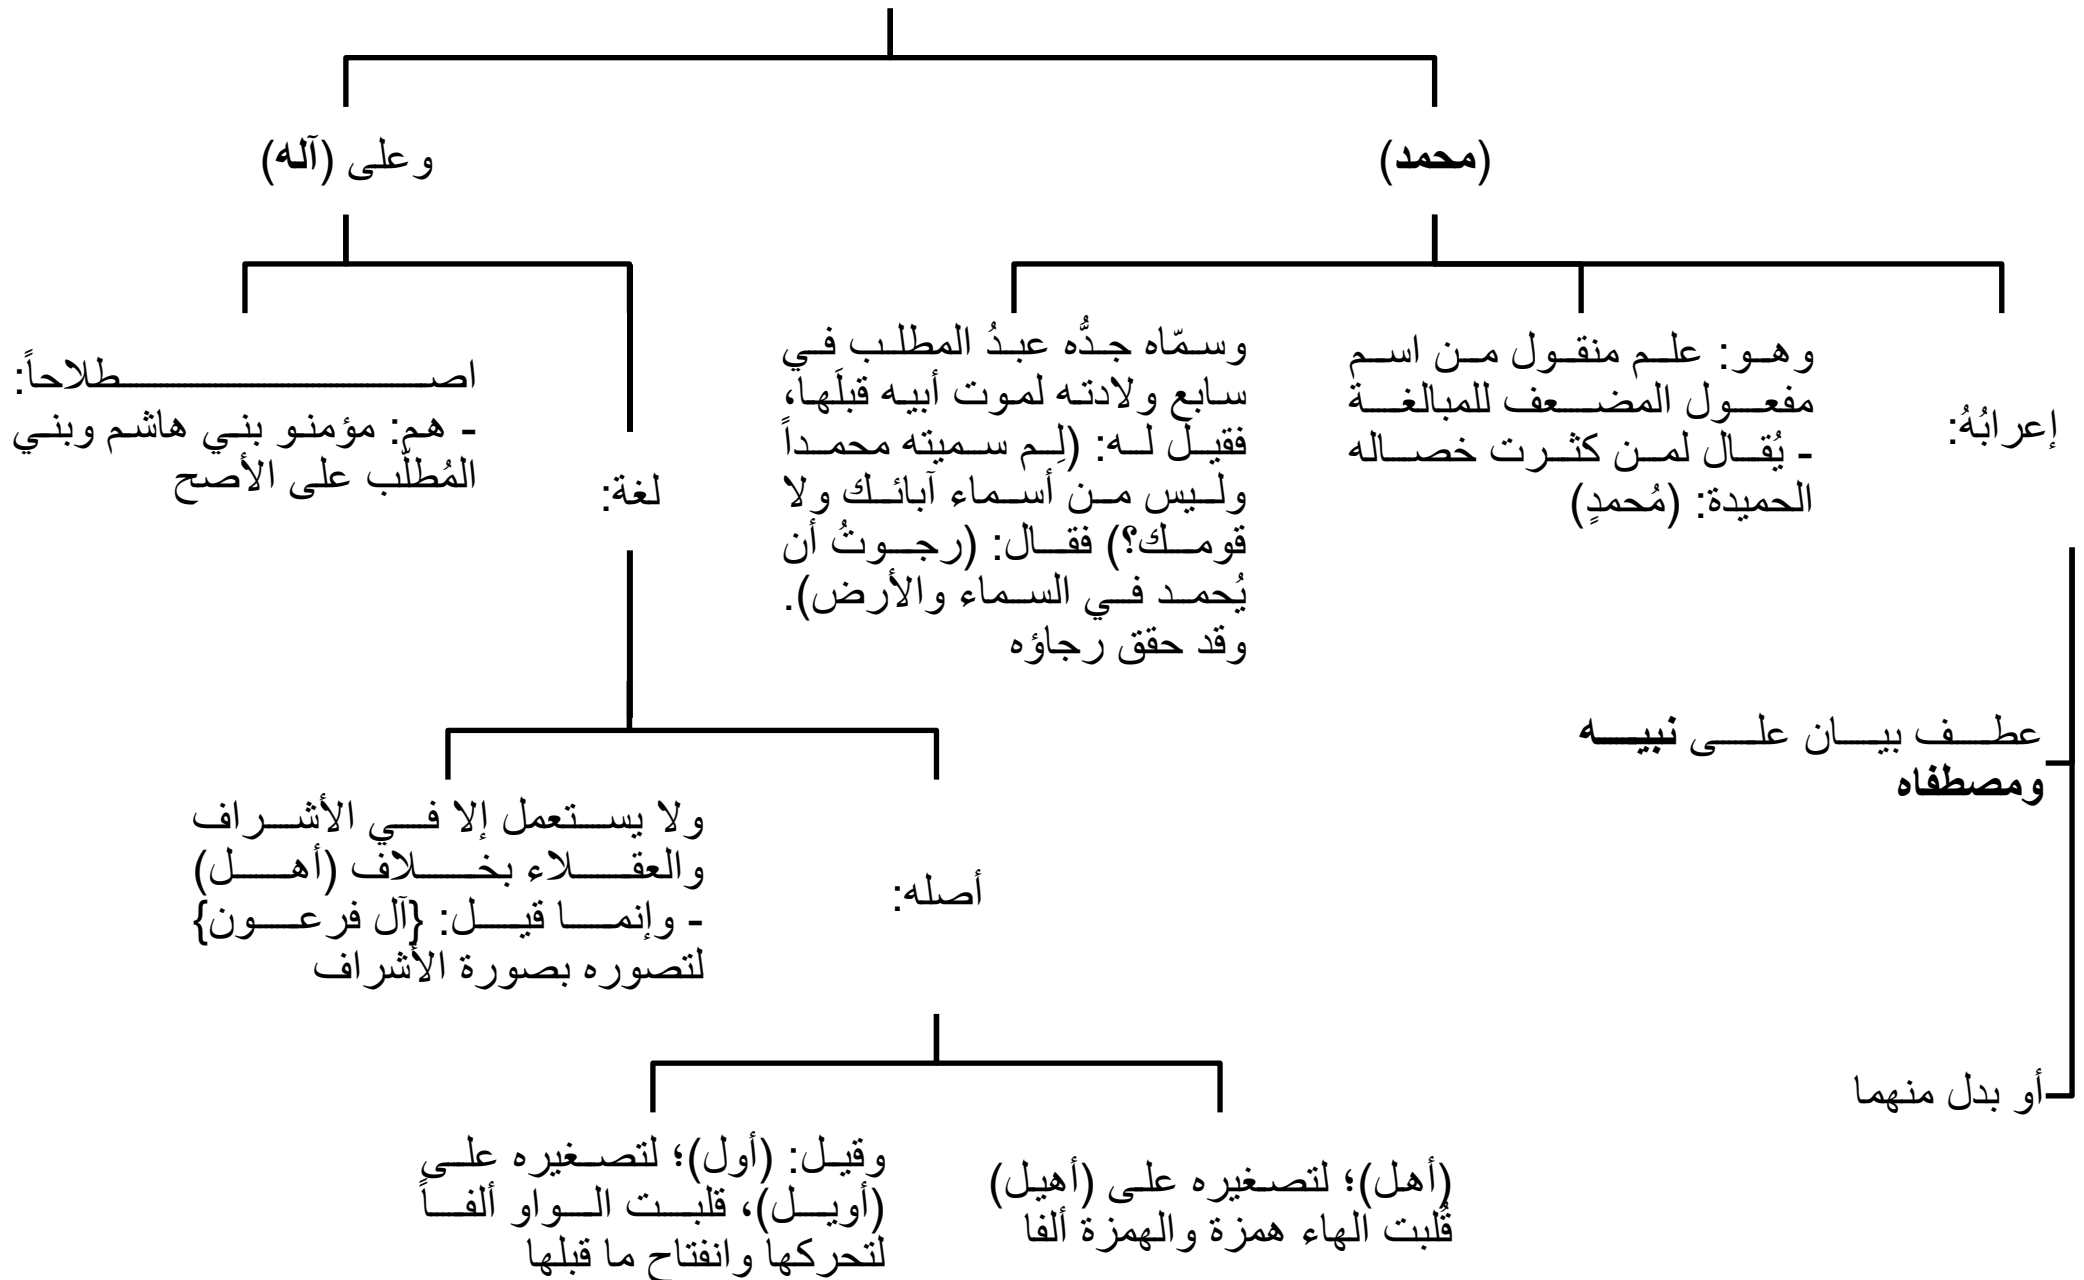 (محمد)
وعلى (آله)
إعرابُهُ:
وهو: علم منقول من اسم
مفعول المضعف للمبالغة
- يُقال لمن كثرت خصاله
الحميدة: (مُحمدٍ)
وسمّاه جدُّه عبدُ المطلب في
سابع ولادته لموت أبيه قبلَها،
فقيل له: (لِم سميته محمداً
وليس من أسماء آبائك ولا
قومك؟) فقال: (رجوتُ أن
يُحمد في السماء والأرض).
وقد حقق رجاؤه
لغة:
اصطلاحاً:
- هم: مؤمنو بني هاشم وبني
المُطلّب على الأصح
عطف بيان على نبيه
ومصطفاه
أو بدل منهما
أصله:
ولا يستعمل إلا في الأشراف
والعقلاء بخلاف (أهل)
- وإنما قيل: {آل فرعون}
لتصوره بصورة الأشراف
(أهل)؛ لتصغيره على (أهيل)
قُلبت الهاء همزة والهمزة ألفا
وقيل: (أول)؛ لتصغيره على
(أويل)، قلبت الواو ألفاً
لتحركها وانفتاح ما قبلها